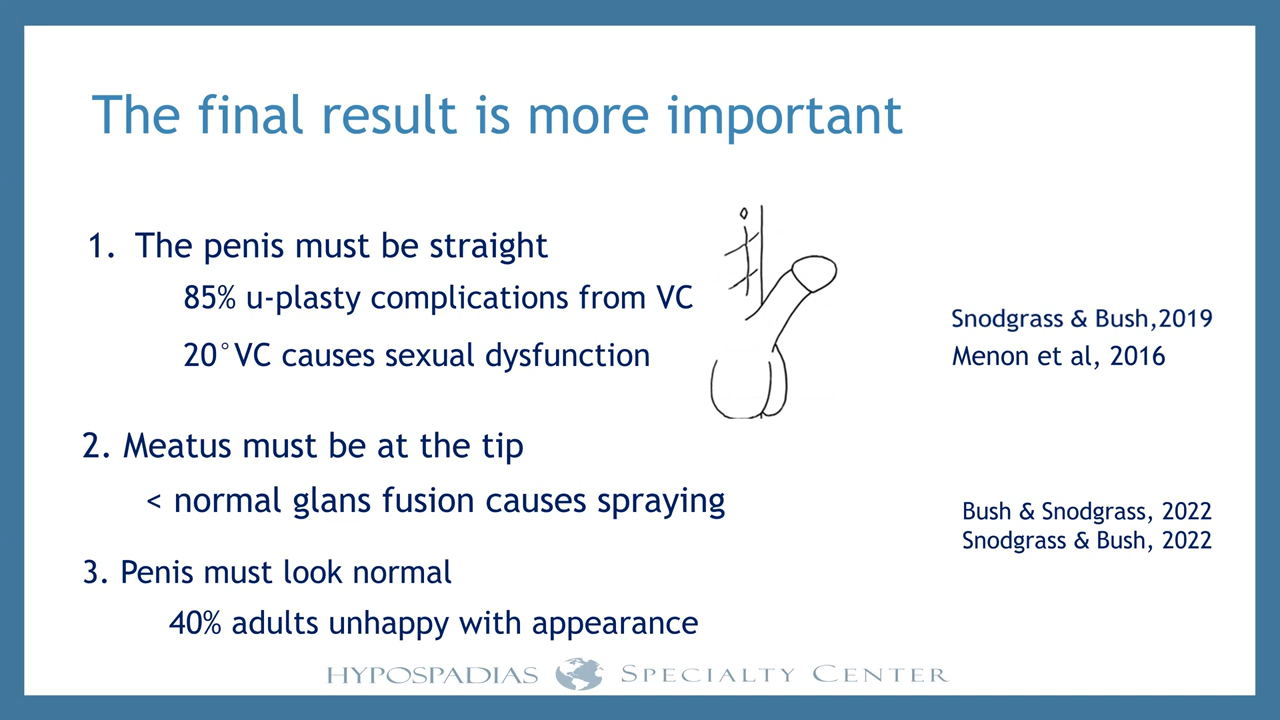 The final result is more important
1. The penis must be straight
85% u-plasty complications from VC
20°VC causes sexual dysfunction
Snodgrass & Bush,2019
Menon et al, 2016
2. Meatus must be at the tip
< normal glans fusion causes spraying
Bush & Snodgrass, 2022
Snodgrass & Bush, 2022
3. Penis must look normal
40% adults unhappy with appearance
HYPOSPADIAS SPECIALTY CENTER